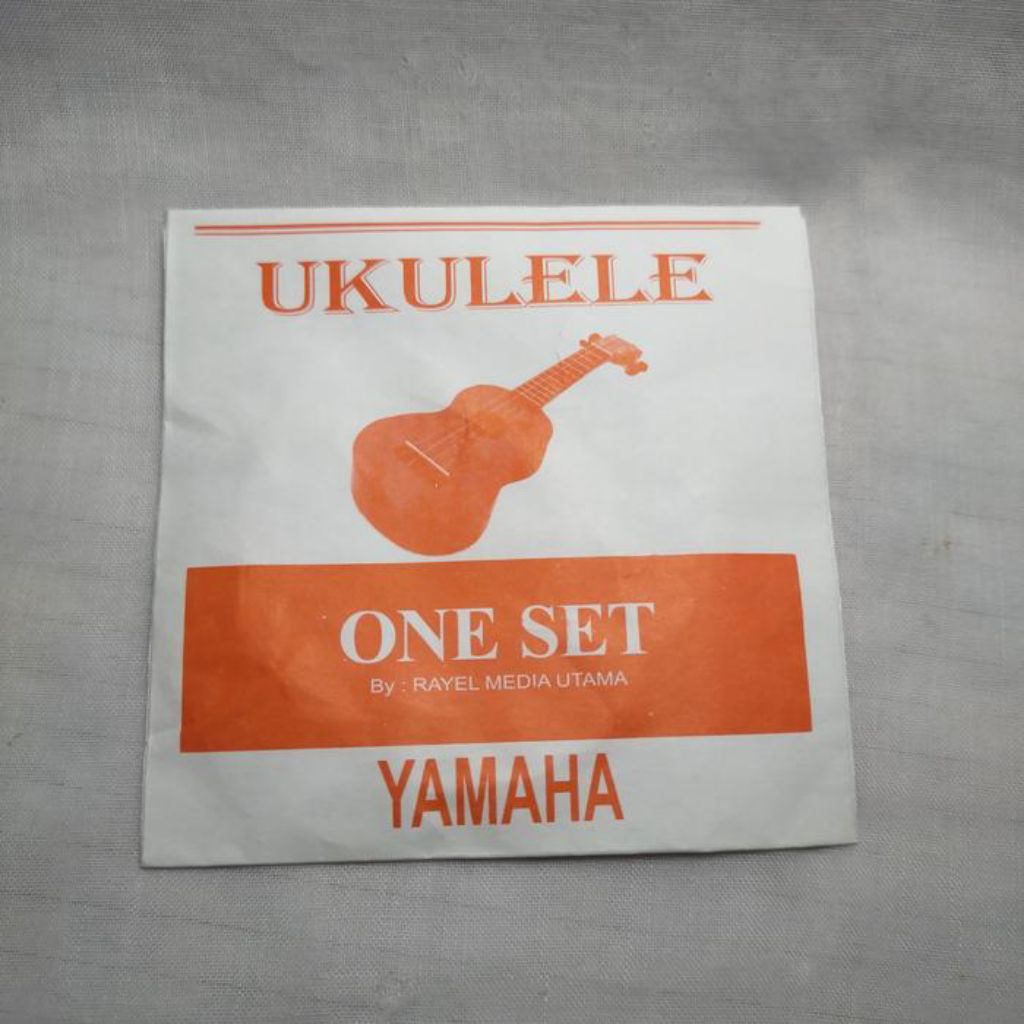 UKULELE
ONE SET
By : RAYEL MEDIA UTAMA
YAMAHA